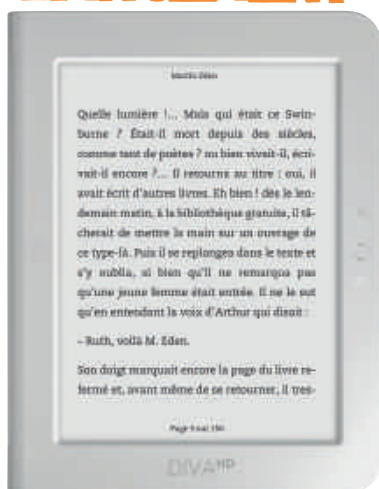 Martin Eden
Quelle lumière !... Mais qui était ce Swin-
burne ? Était-il mort depuis des siècles,
comme tant de poètes ? ou bien vivait-il, écri-
vait-il encore ?... Il retourna au titre : oui, il
avait écrit d'autres livres. Eh bien ! dès le len-
demain matin, à la bibliothèque gratuite, il tâ-
cherait de mettre la main sur un ouvrage de
ce type-là. Puis il se replongea dans le texte et
s'y oublia, si bien qu'il ne remarqua pas
qu'une jeune femme était entrée. Il ne le sut
qu'en entendant la voix d'Arthur qui disait :
– Ruth, voilà M. Eden.
Son doigt marquait encore la page du livre re-
fermé et, avant même de se retourner, il tres-
Page 9 sur
DIVA HD